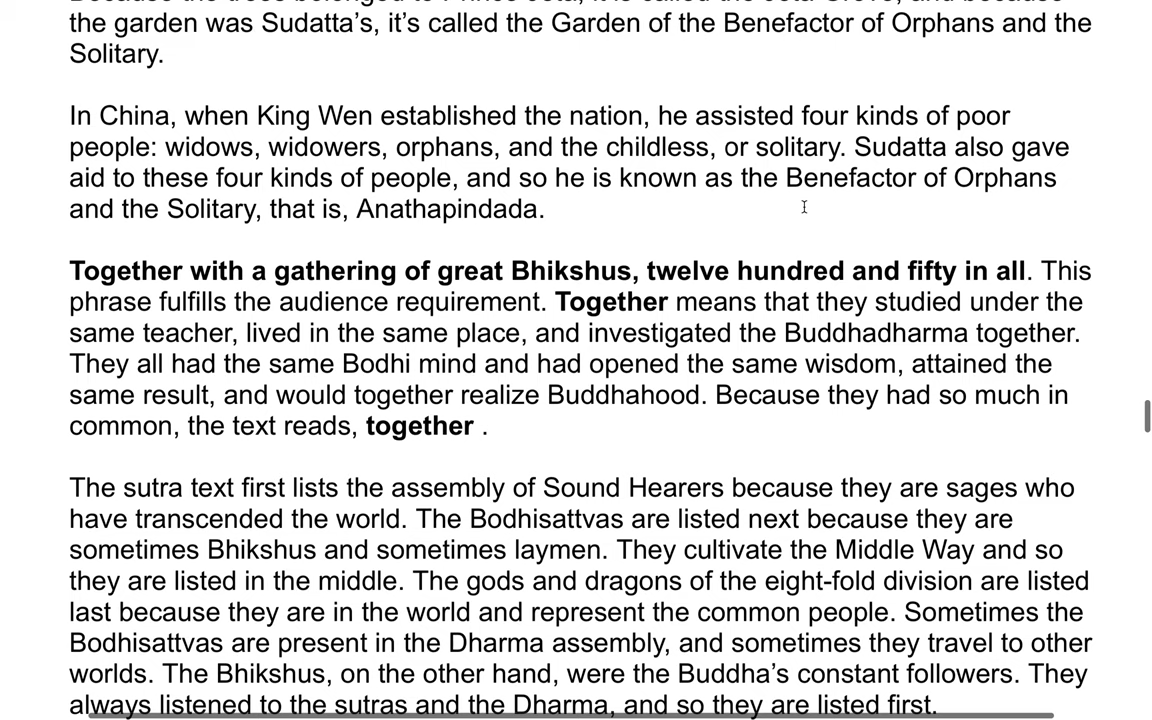 the garden was Sudatta’s, it’s called the Garden of the Benefactor of Orphans and the
Solitary.
In China, when King Wen established the nation, he assisted four kinds of poor
people: widows, widowers, orphans, and the childless, or solitary. Sudatta also gave
aid to these four kinds of people, and so he is known as the Benefactor of Orphans
and the Solitary, that is, Anathapindada.
Together with a gathering of great Bhikshus, twelve hundred and fifty in all. This
phrase fulfills the audience requirement. Together means that they studied under the
same teacher, lived in the same place, and investigated the Buddhadharma together.
They all had the same Bodhi mind and had opened the same wisdom, attained the
same result, and would together realize Buddhahood. Because they had so much in
common, the text reads, together .
The sutra text first lists the assembly of Sound Hearers because they are sages who
have transcended the world. The Bodhisattvas are listed next because they are
sometimes Bhikshus and sometimes laymen. They cultivate the Middle Way and so
they are listed in the middle. The gods and dragons of the eight-fold division are listed
last because they are in the world and represent the common people. Sometimes the
Bodhisattvas are present in the Dharma assembly, and sometimes they travel to other
worlds. The Bhikshus, on the other hand, were the Buddha’s constant followers. They
always listened to the sutras and the Dharma, and so they are listed first.